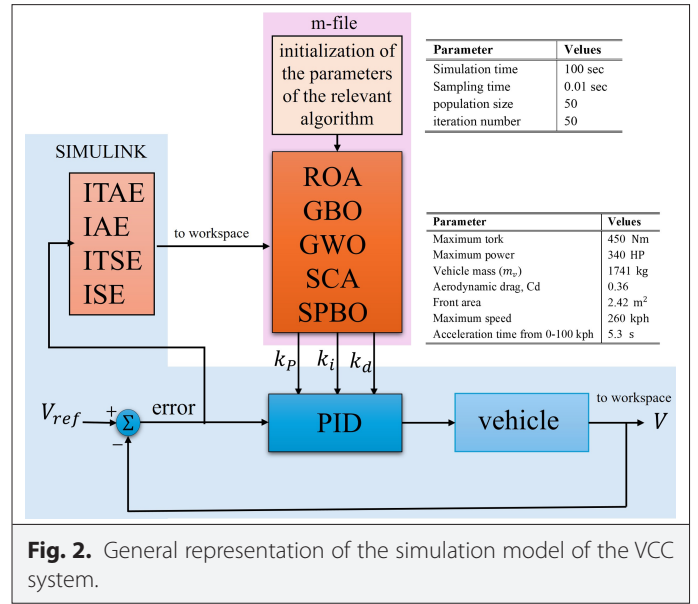 m-file
initialization of
the parameters
of the relevant
algorithm
Parameter Velues
Simulation time 100 sec
Sampling time 0.01 sec
population size 50
iteration number 50
SIMULINK
ITAE
IAE
ITSE
ISE
to workspace
ROA
GBO
GWO
SCA
SPBO
Parameter Values
Maximum tork 450 Nm
Maximum power 340 HP
Vehicle mass (m_v) 1741 kg
Aerodynamic drag, Cd 0.36
Front area 2.42 m²
Maximum speed 260 kph
Acceleration time from 0-100 kph 5.3 s
k_P k_i k_d
V_ref + Σ − error
PID
vehicle
to workspace
V
Fig. 2. General representation of the simulation model of the VCC
system.